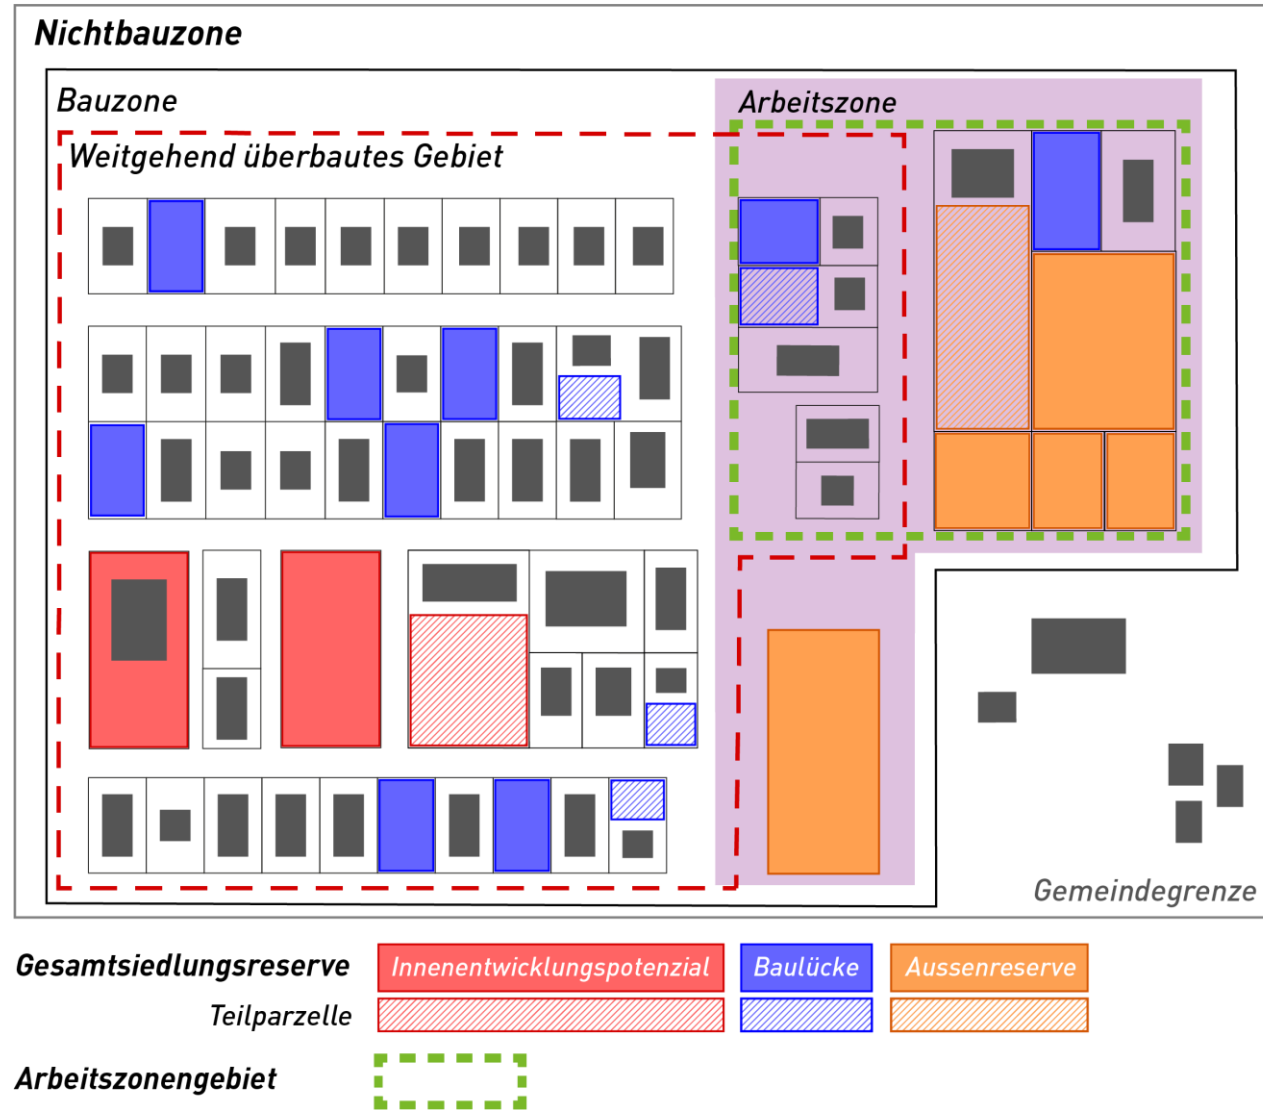 Nichtbauzone
Bauzone
Arbeitszone
Weitgehend überbautes Gebiet
Gemeindegrenze
Gesamtsiedlungsreserve
Innenentwicklungspotenzial
Baulücke
Aussenreserve
Teilparzelle
Arbeitszonengebiet